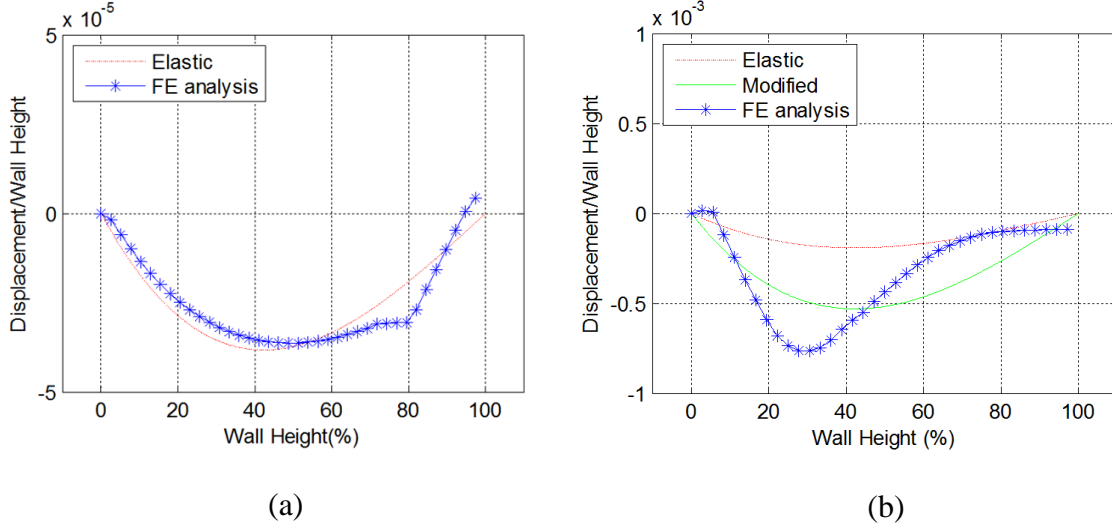 x 10-5
5
0
-5
Displacement/Wall Height
Elastic
FE analysis
0 20 40 60 80 100
Wall Height(%)
(a)
x 10-3
1
0.5
0
-0.5
-1
Displacement/Wall Height
Elastic
Modified
FE analysis
0 20 40 60 80 100
Wall Height (%)
(b)